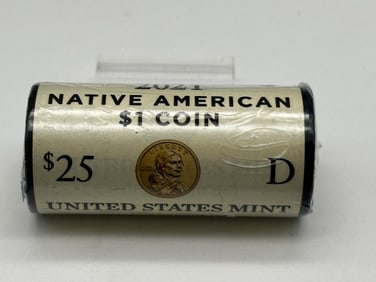 2021
NATIVE AMERICAN
$1 COIN
$25 D
UNITED STATES MINT